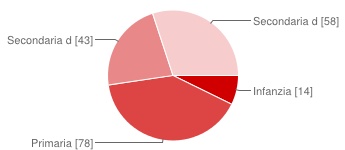 Secondaria d [58]
Secondaria d [43]
Infanzia [14]
Primaria [78]